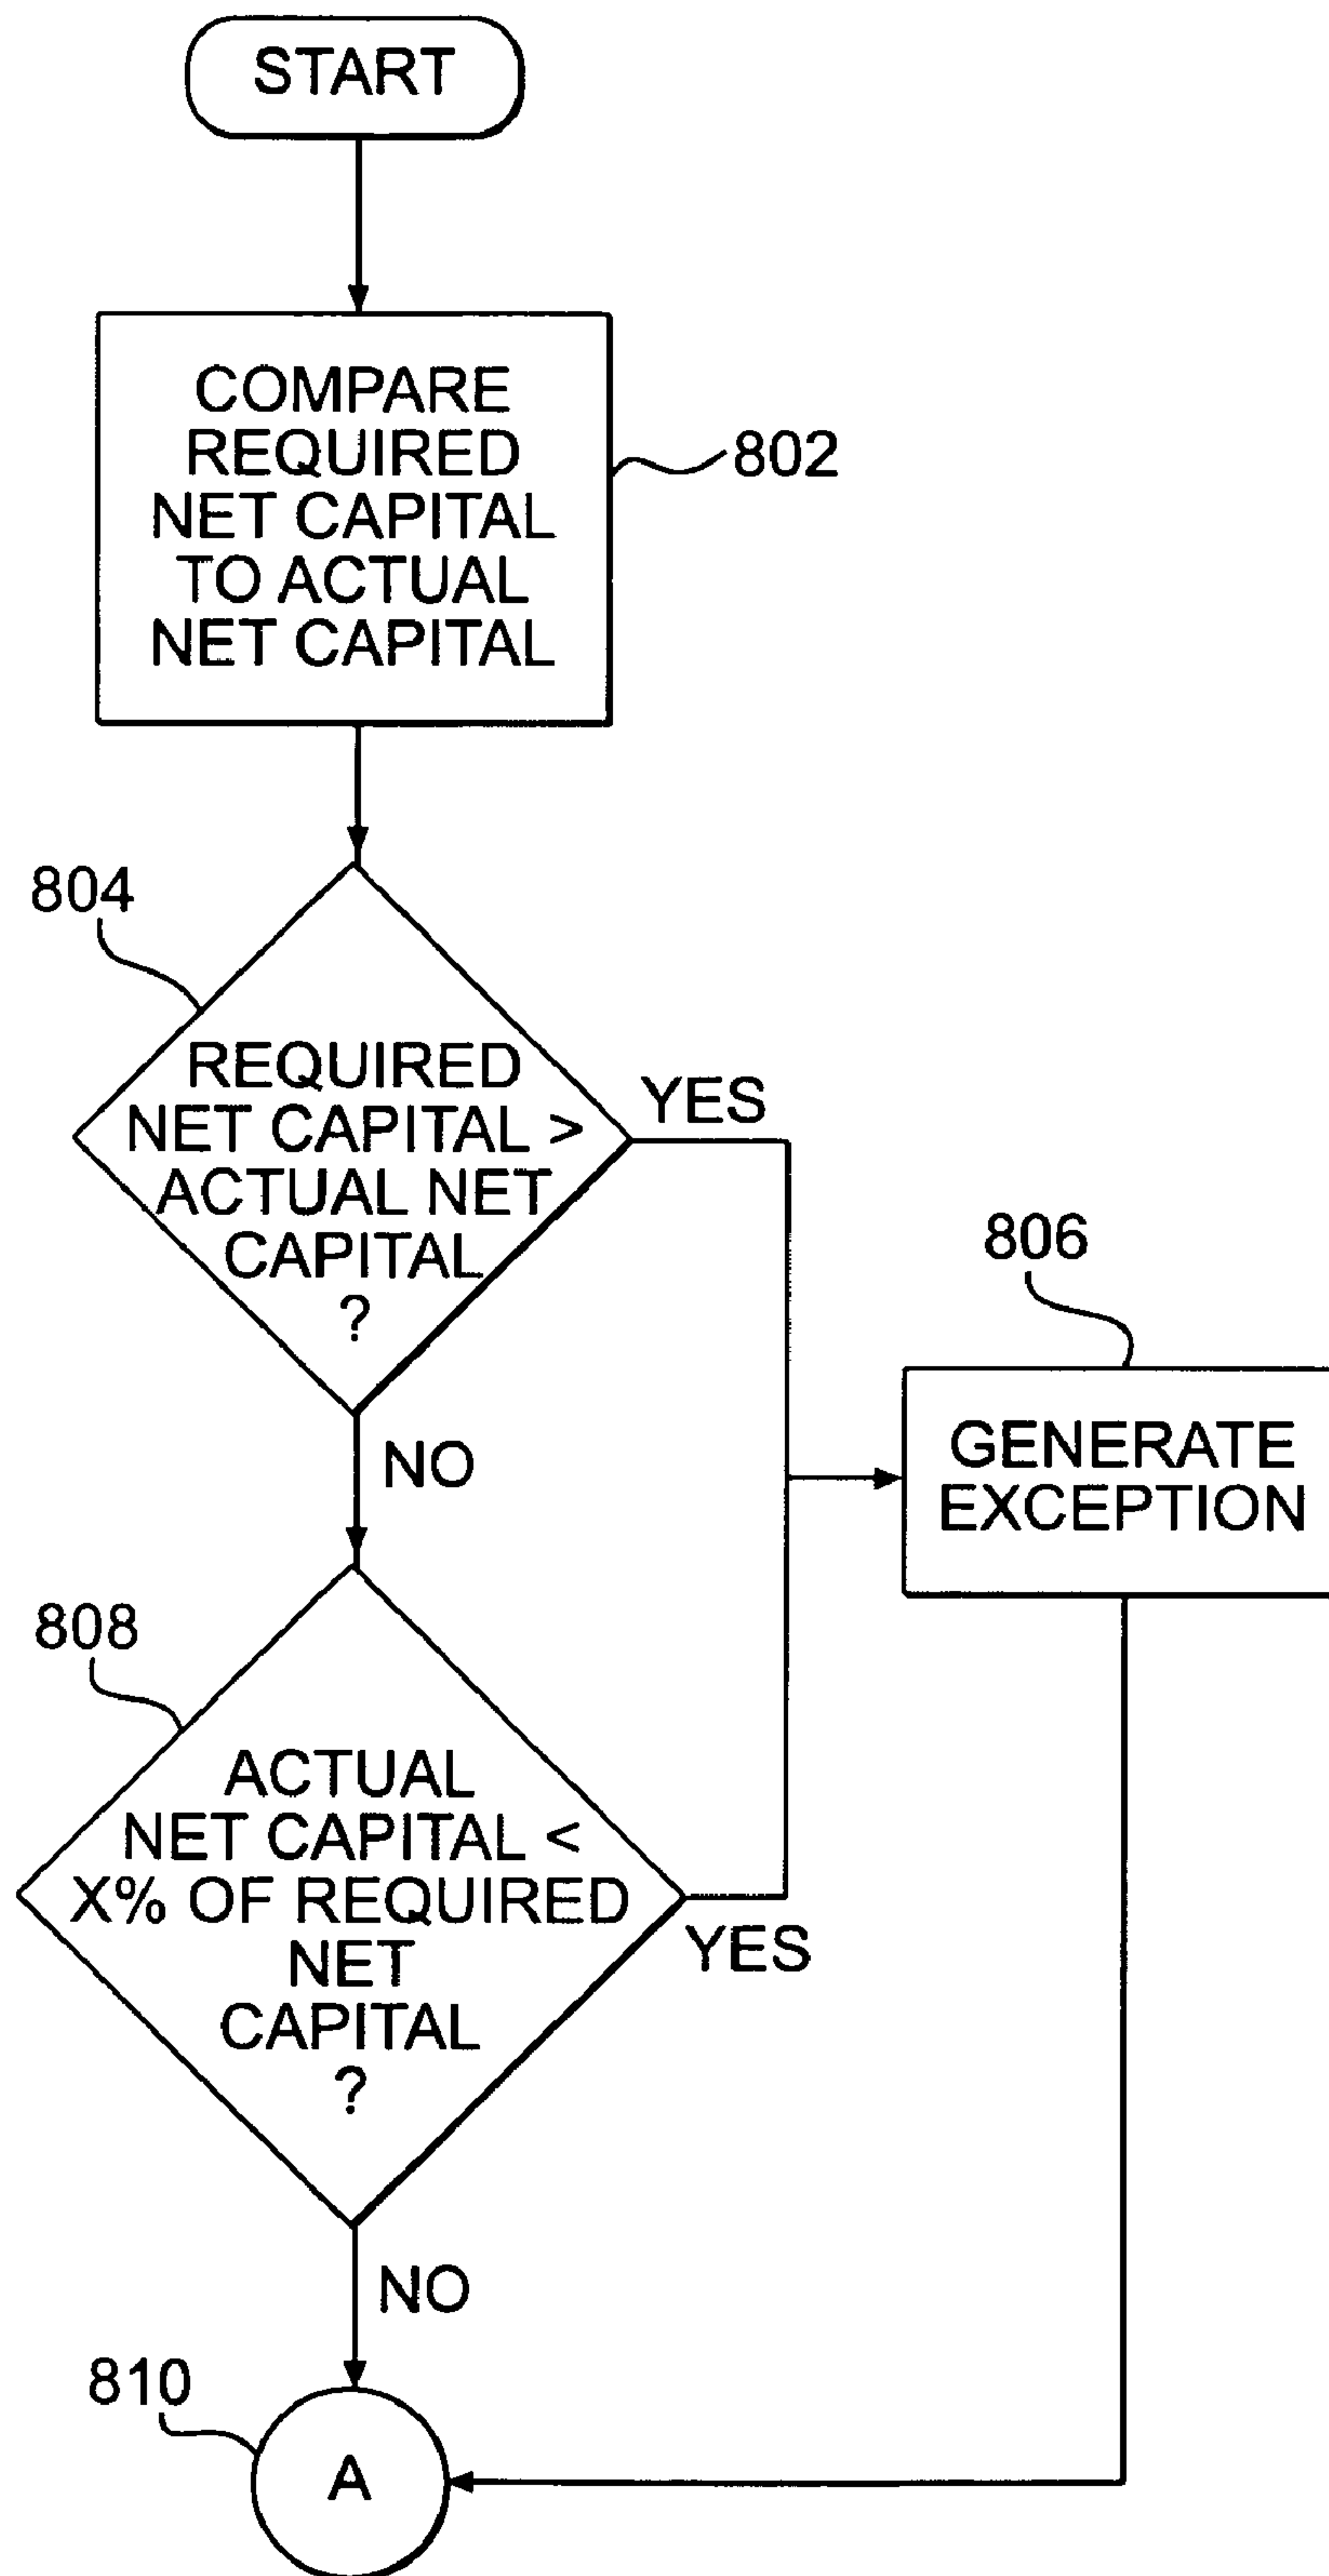 START
COMPARE
REQUIRED
NET CAPITAL
TO ACTUAL
NET CAPITAL
802
804
REQUIRED
NET CAPITAL >
ACTUAL NET
CAPITAL
?
YES
NO
806
GENERATE
EXCEPTION
808
ACTUAL
NET CAPITAL <
X% OF REQUIRED
NET
CAPITAL
?
YES
NO
810
A